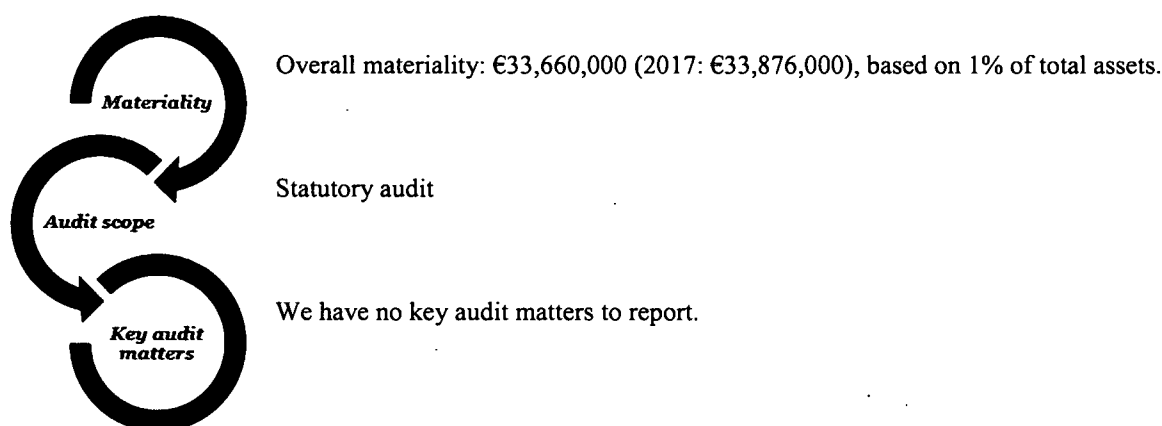 Materiality
Overall materiality: €33,660,000 (2017: €33,876,000), based on 1% of total assets.
Audit scope
Statutory audit
Key audit
matters
We have no key audit matters to report.